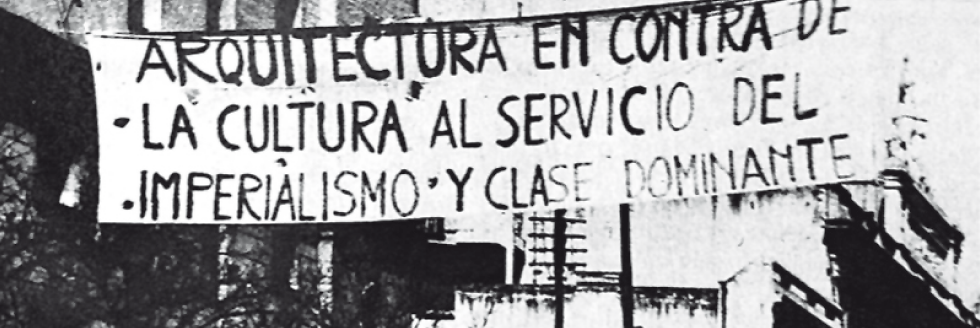 ARQUITECTURA EN CONTRA DE
LA CULTURA AL SERVICIO DEL
IMPERIALISMO Y CLASE DOMINANTE